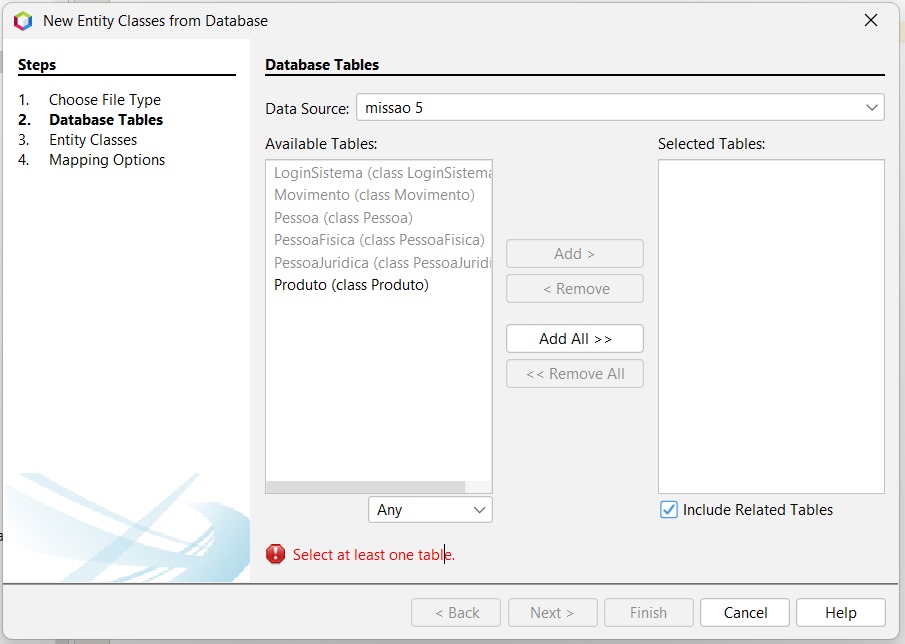 New Entity Classes from Database
Steps
1. Choose File Type
2. Database Tables
3. Entity Classes
4. Mapping Options
Database Tables
Data Source: missao 5
Available Tables:
LoginSistema (class LoginSistema
Movimento (class Movimento)
Pessoa (class Pessoa)
PessoaFisica (class PessoaFisica)
PessoaJuridica (class PessoaJuridi
Produto (class Produto)
Any
Add >
< Remove
Add All >>
<< Remove All
Selected Tables:
Include Related Tables
Select at least one table.
< Back
Next >
Finish
Cancel
Help